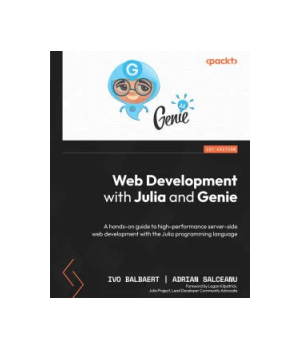 <packt>
G
Genie
1ST EDITION
Web Development
with Julia and Genie
A hands-on guide to high-performance server-side
web development with the Julia programming language
IVO BALBAERT | ADRIAN SALCEANU
Foreword by Logan Kilpatrick,
Julia Project Lead Developer Community Advocate